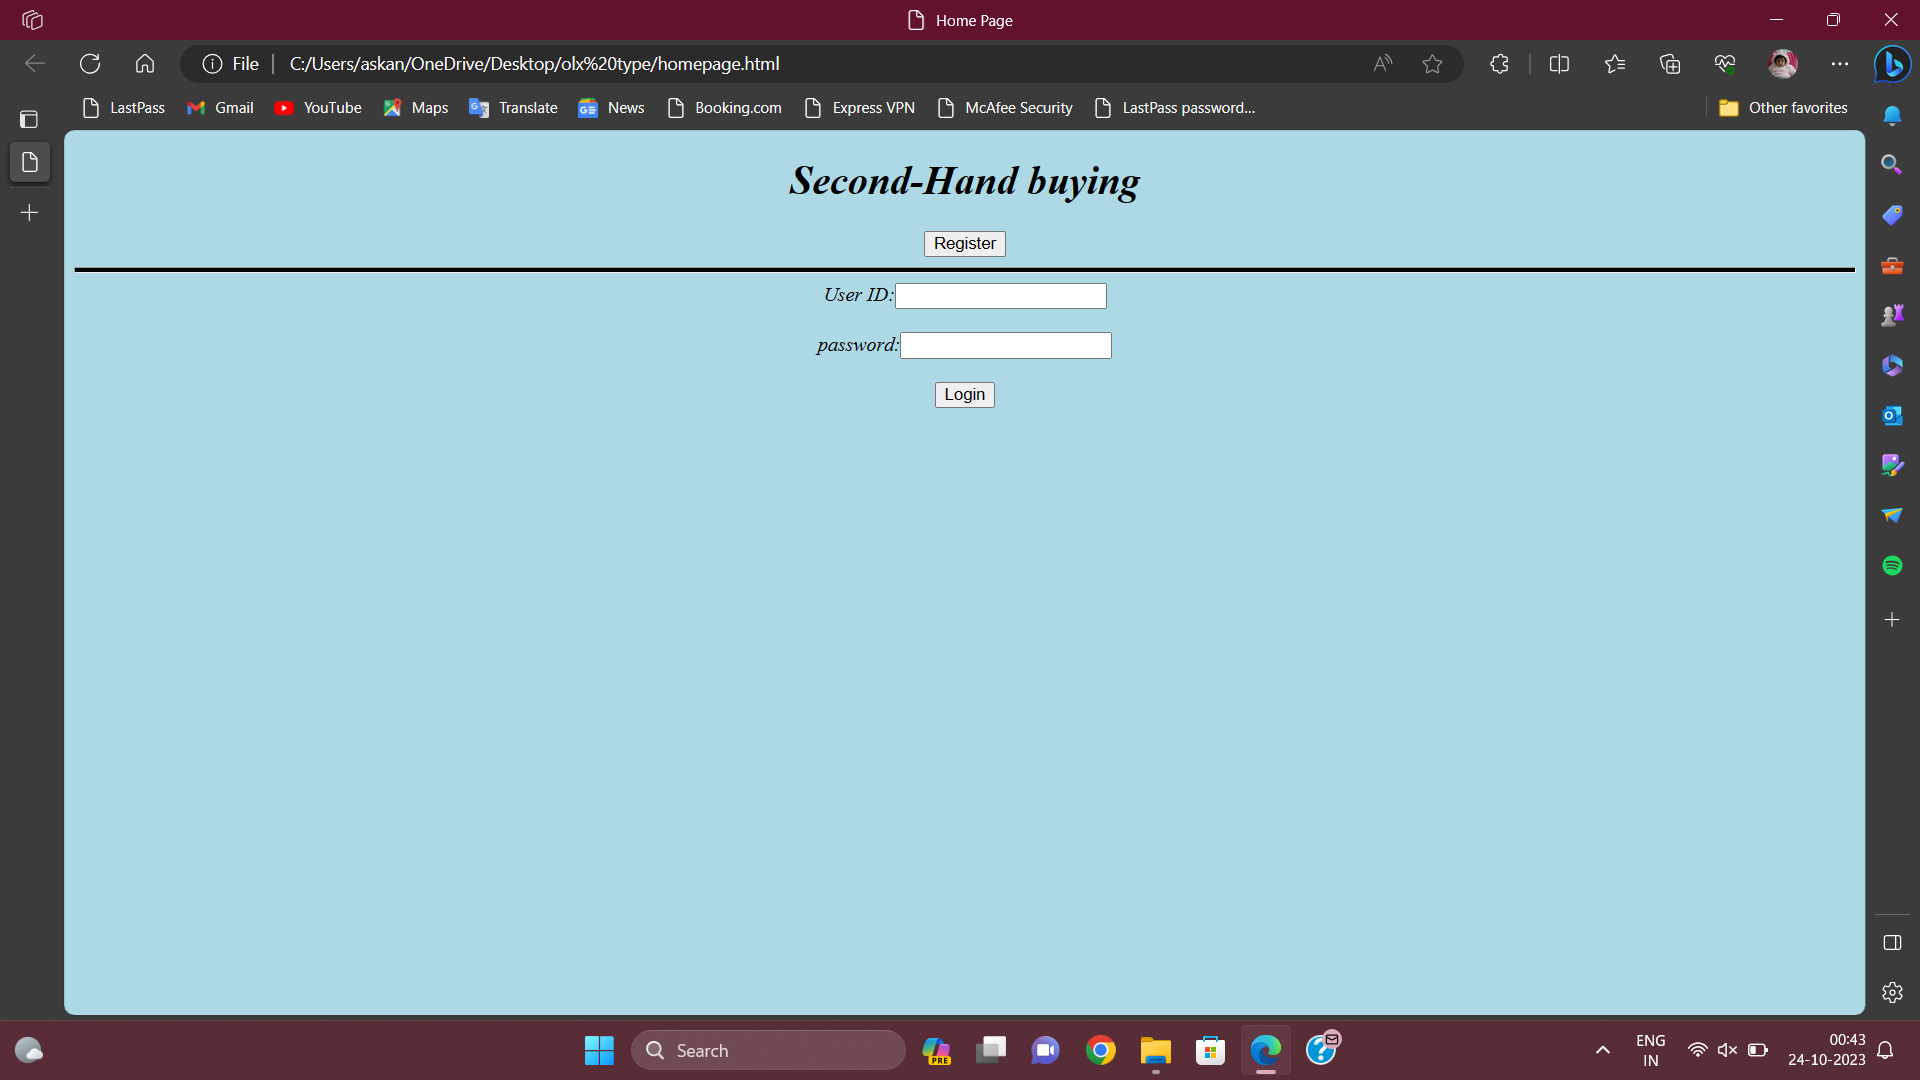 Home Page
File
C:/Users/askan/OneDrive/Desktop/olx%20type/homepage.html
LastPass
Gmail
YouTube
Maps
Translate
News
Booking.com
Express VPN
McAfee Security
LastPass password...
Other favorites
Second-Hand buying
Register
User ID:
password:
Login
Search
PRE
ENG
IN
00:43
24-10-2023